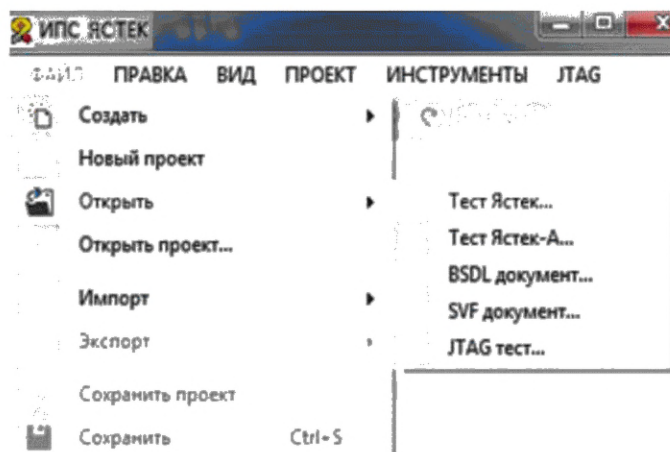 ИПС ЯСТЕК
ФАЙЛ ПРАВКА ВИД ПРОЕКТ ИНСТРУМЕНТЫ JTAG
Создать
Новый проект
Открыть
Тест Ястек...
Открыть проект...
Тест Ястек-А...
BSDL документ...
Импорт
SVF документ...
Экспорт
JTAG тест...
Сохранить проект
Сохранить Ctrl+S